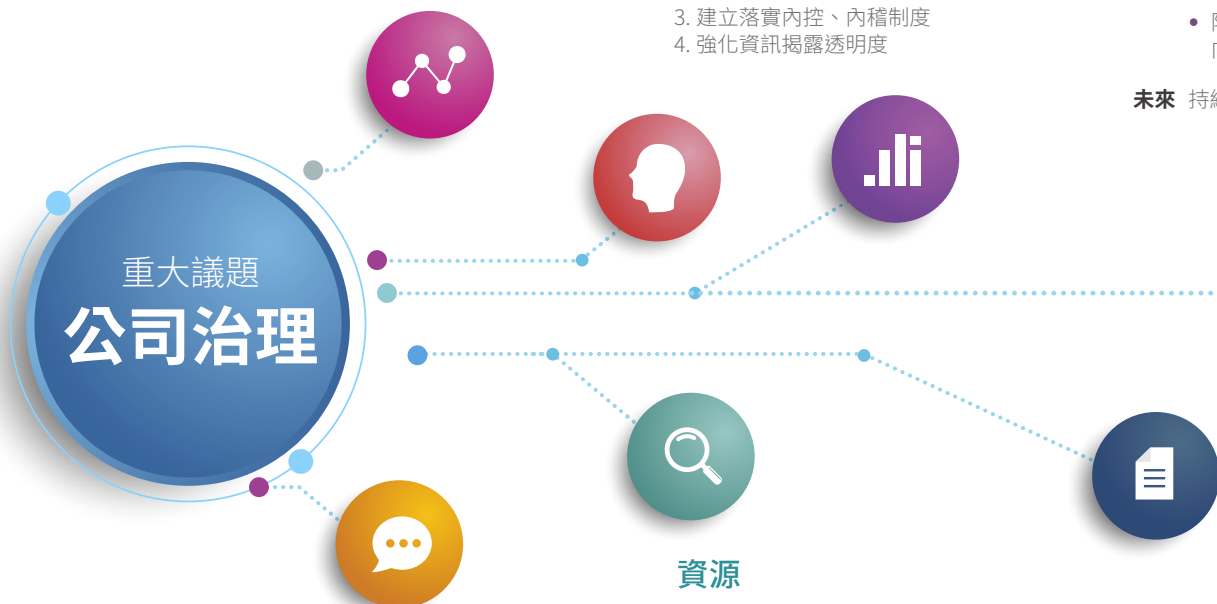 3. 建立落實內控、內稽制度
4. 強化資訊揭露透明度
未來
重大議題
公司治理
資源